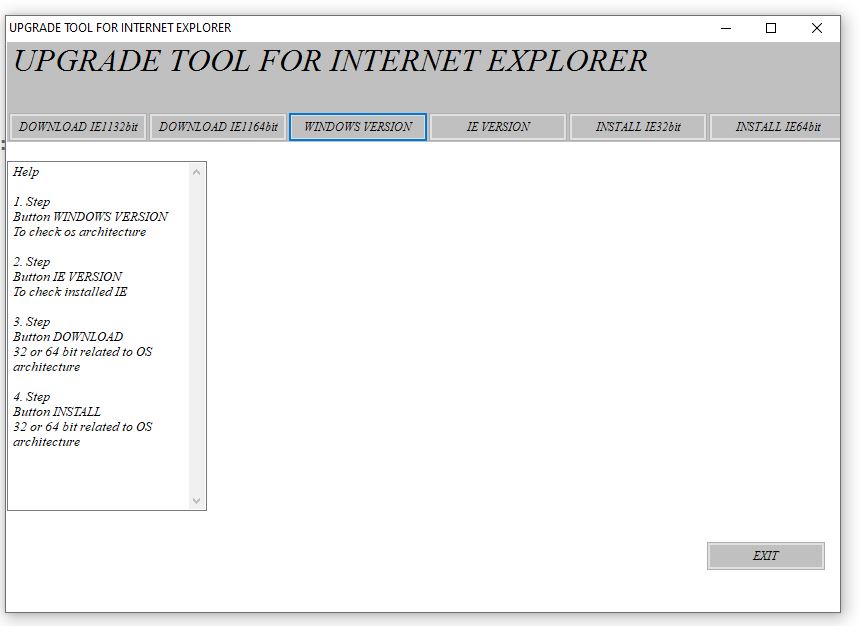 UPGRADE TOOL FOR INTERNET EXPLORER
UPGRADE TOOL FOR INTERNET EXPLORER
DOWNLOAD IE1132bit DOWNLOAD IE1164bit WINDOWS VERSION IE VERSION INSTALL IE32bit INSTALL IE64bit
Help
1. Step
Button WINDOWS VERSION
To check os architecture
2. Step
Button IE VERSION
To check installed IE
3. Step
Button DOWNLOAD
32 or 64 bit related to OS
architecture
4. Step
Button INSTALL
32 or 64 bit related to OS
architecture
EXIT